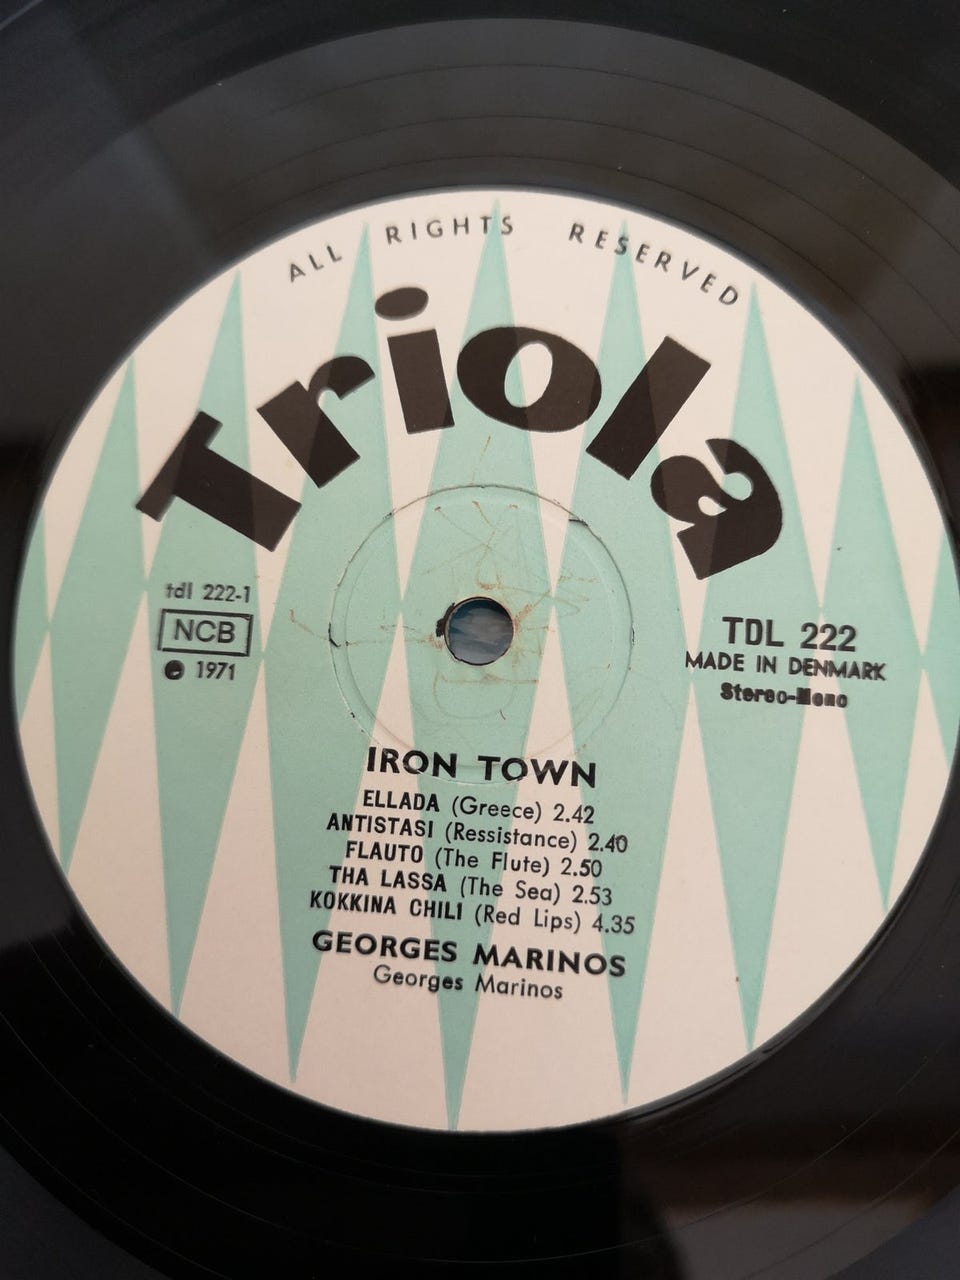 ALL RIGHTS RESERVED
Triola
tdl 222-1
NCB
℗ 1971
TDL 222
MADE IN DENMARK
Stereo-Mono
IRON TOWN
ELLADA (Greece) 2.42
ANTISTASI (Ressistance) 2.40
FLAUTO (The Flute) 2.50
THA LASSA (The Sea) 2.53
KOKKINA CHILI (Red Lips) 4.35
GEORGES MARINOS
Georges Marinos